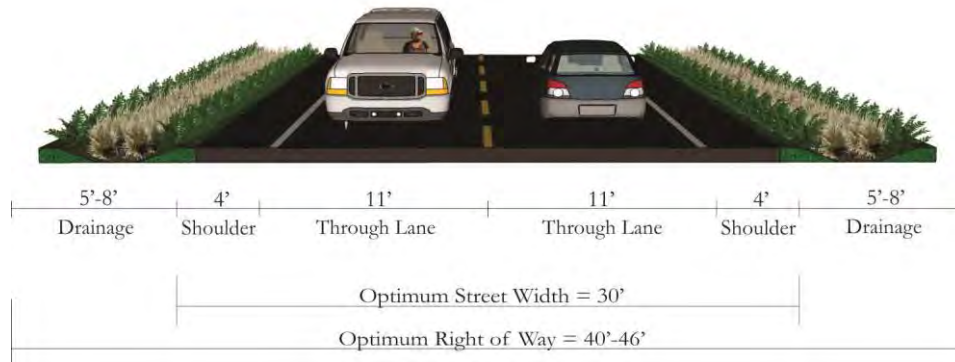 5’-8’ 4’ 11’ 11’ 4’ 5’-8’
Drainage Shoulder Through Lane Through Lane Shoulder Drainage
Optimum Street Width = 30’
Optimum Right of Way = 40’-46’